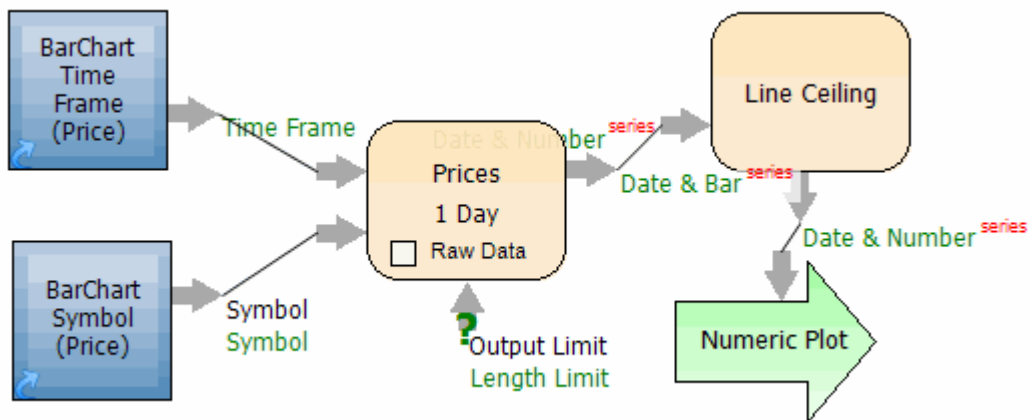 BarChart
Time
Frame
(Price)
Time Frame
BarChart
Symbol
(Price)
Symbol
Symbol
Date & Number series
Prices
1 Day
Raw Data
?
Output Limit
Length Limit
Date & Bar series
Line Ceiling
Date & Number series
Numeric Plot